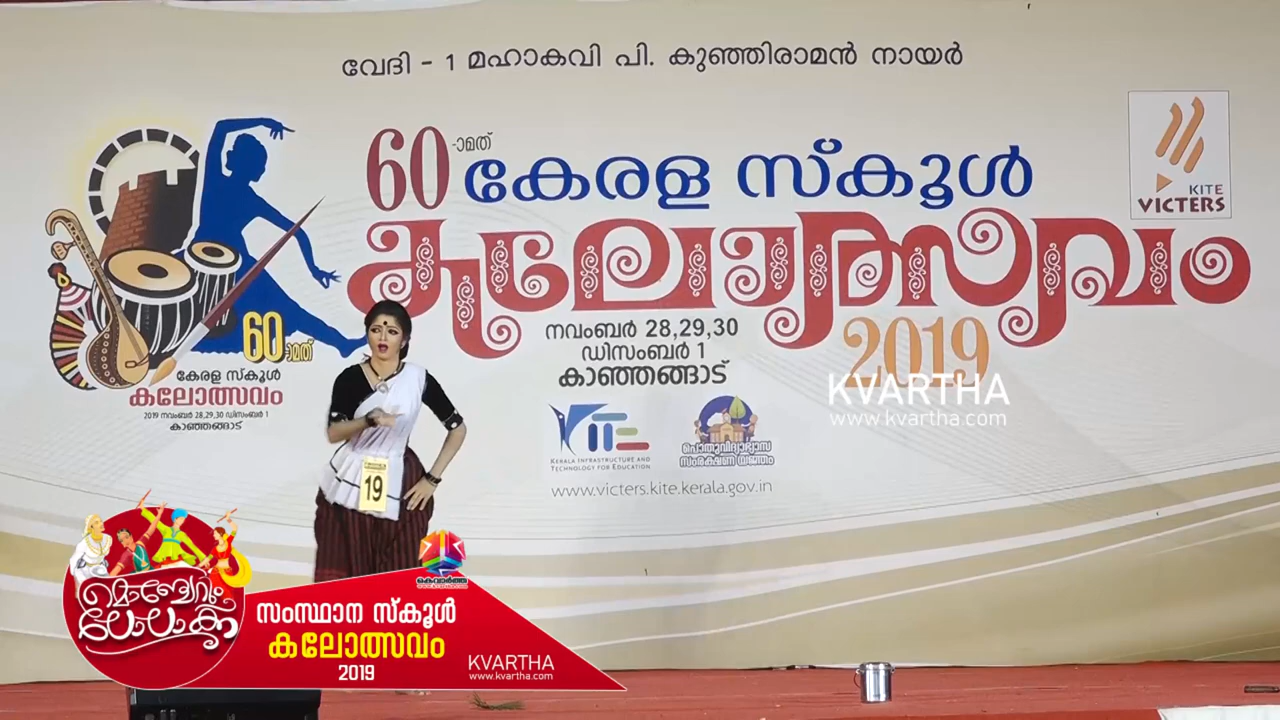 വേദി - 1 മഹാകവി പി. കുഞ്ഞിരാമൻ നായർ
60-ാമത് കേരള സ്കൂൾ
കലോത്സവം
2019
നവംബർ 28,29,30
ഡിസംബർ 1
കാഞ്ഞങ്ങാട്
KITE
VICTERS
60-ാമത്
കേരള സ്കൂൾ
കലോത്സവം
2019 നവംബർ 28,29,30 ഡിസംബർ 1
കാഞ്ഞങ്ങാട്
KITE
KERALA INFRASTRUCTURE AND
TECHNOLOGY FOR EDUCATION
പൊതുവിദ്യാഭ്യാസ
സംരക്ഷണ യജ്ഞം
www.victers.kite.kerala.gov.in
KVARTHA
www.kvartha.com
19
കെവാർത്ത
മൊഞ്ചേറും
ലോലാക്ക്
സംസ്ഥാന സ്കൂൾ
കലോത്സവം
2019
KVARTHA
www.kvartha.com